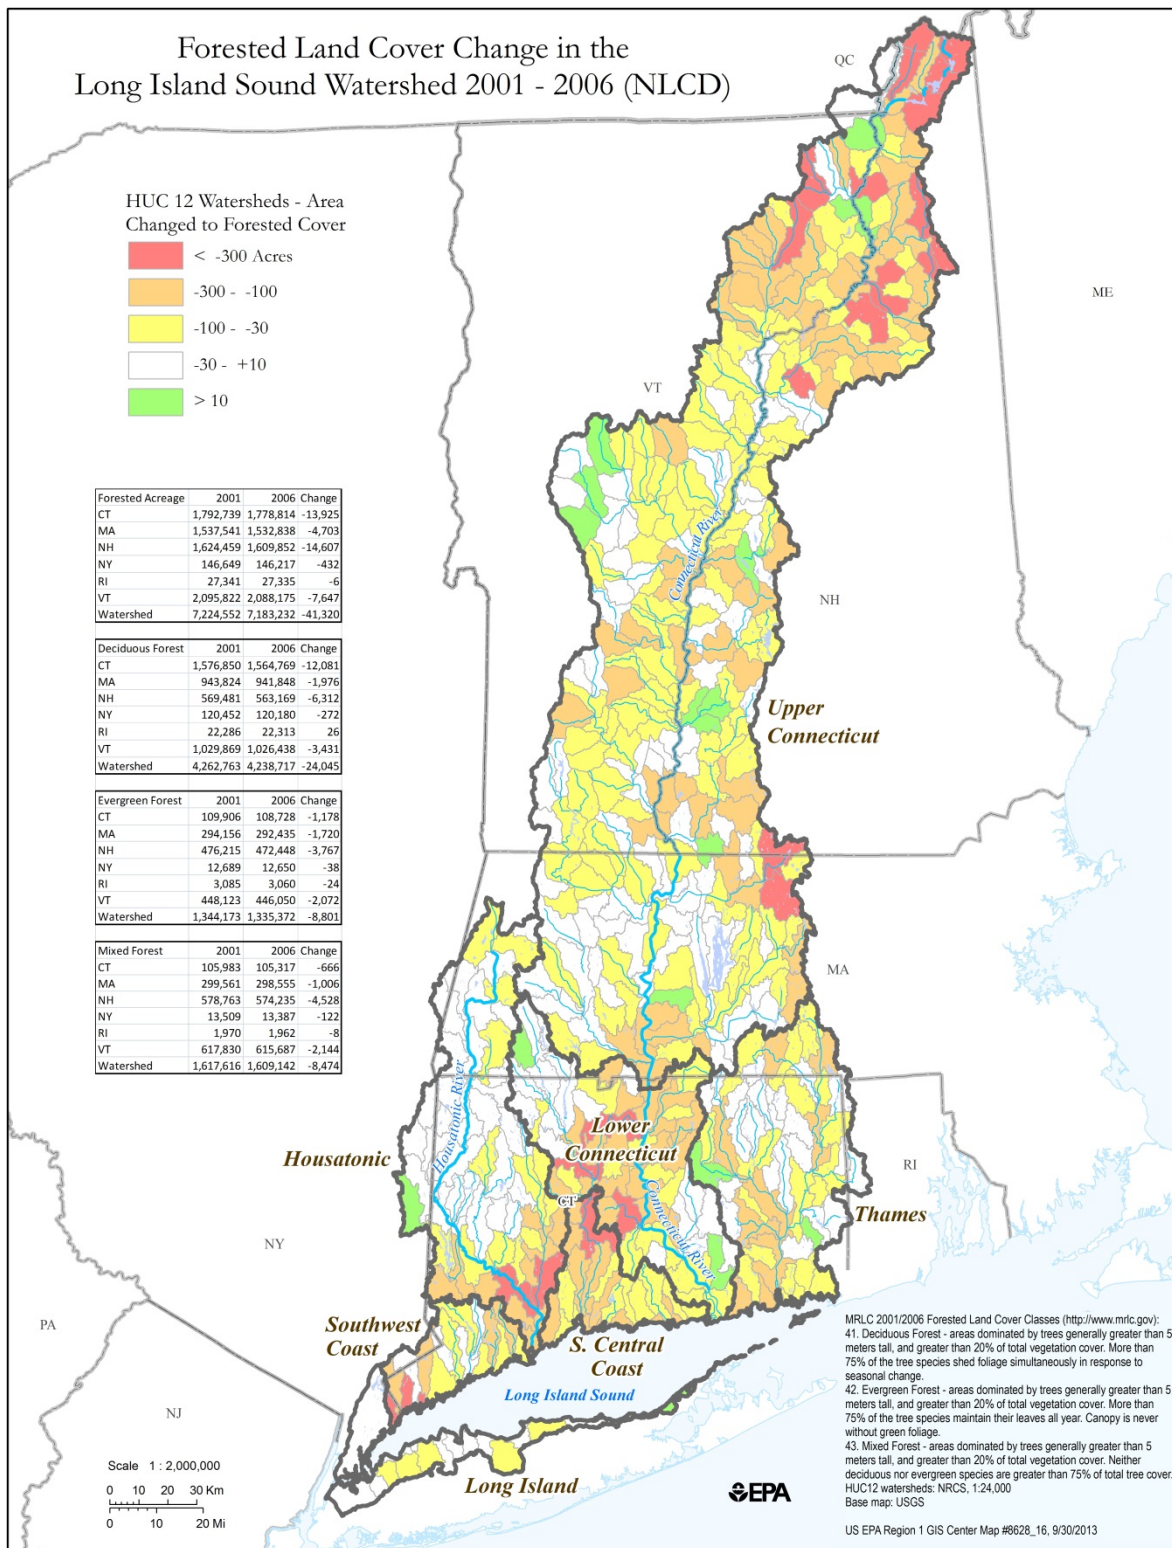 Forested Land Cover Change in the
Long Island Sound Watershed 2001 - 2006 (NLCD)
QC
HUC 12 Watersheds - Area
Changed to Forested Cover
< -300 Acres
-300 - -100
-100 - -30
-30 - +10
> 10
ME
VT
Forested Acreage 2001 2006 Change
CT 1,792,739 1,778,814 -13,925
MA 1,537,541 1,532,838 -4,703
NH 1,624,459 1,609,852 -14,607
NY 146,649 146,217 -432
RI 27,341 27,335 -6
VT 2,095,822 2,088,175 -7,647
Watershed 7,224,552 7,183,232 -41,320
Deciduous Forest 2001 2006 Change
CT 1,576,850 1,564,769 -12,081
MA 943,824 941,848 -1,976
NH 569,481 563,169 -6,312
NY 120,452 120,180 -272
RI 22,286 22,313 26
VT 1,029,869 1,026,438 -3,431
Watershed 4,262,763 4,238,717 -24,045
Evergreen Forest 2001 2006 Change
CT 109,906 108,728 -1,178
MA 294,156 292,435 -1,720
NH 476,215 472,448 -3,767
NY 12,689 12,650 -38
RI 3,085 3,060 -24
VT 448,123 446,050 -2,072
Watershed 1,344,173 1,335,372 -8,801
Mixed Forest 2001 2006 Change
CT 105,983 105,317 -666
MA 299,561 298,555 -1,006
NH 578,763 574,235 -4,528
NY 13,509 13,387 -122
RI 1,970 1,962 -8
VT 617,830 615,687 -2,144
Watershed 1,617,616 1,609,142 -8,474
Connecticut River
NH
Upper
Connecticut
MA
Housatonic River
Lower
Connecticut
Housatonic
RI
CT
Connecticut River
Thames
NY
PA
Southwest
Coast
S. Central
Coast
Long Island Sound
NJ
Long Island
Scale 1 : 2,000,000
0 10 20 30 Km
0 10 20 Mi
EPA
MRLC 2001/2006 Forested Land Cover Classes (http://www.mrlc.gov):
41. Deciduous Forest - areas dominated by trees generally greater than 5
meters tall, and greater than 20% of total vegetation cover. More than
75% of the tree species shed foliage simultaneously in response to
seasonal change.
42. Evergreen Forest - areas dominated by trees generally greater than 5
meters tall, and greater than 20% of total vegetation cover. More than
75% of the tree species maintain their leaves all year. Canopy is never
without green foliage.
43. Mixed Forest - areas dominated by trees generally greater than 5
meters tall, and greater than 20% of total vegetation cover. Neither
deciduous nor evergreen species are greater than 75% of total tree cover.
HUC12 watersheds: NRCS, 1:24,000
Base map: USGS
US EPA Region 1 GIS Center Map #8628_16, 9/30/2013